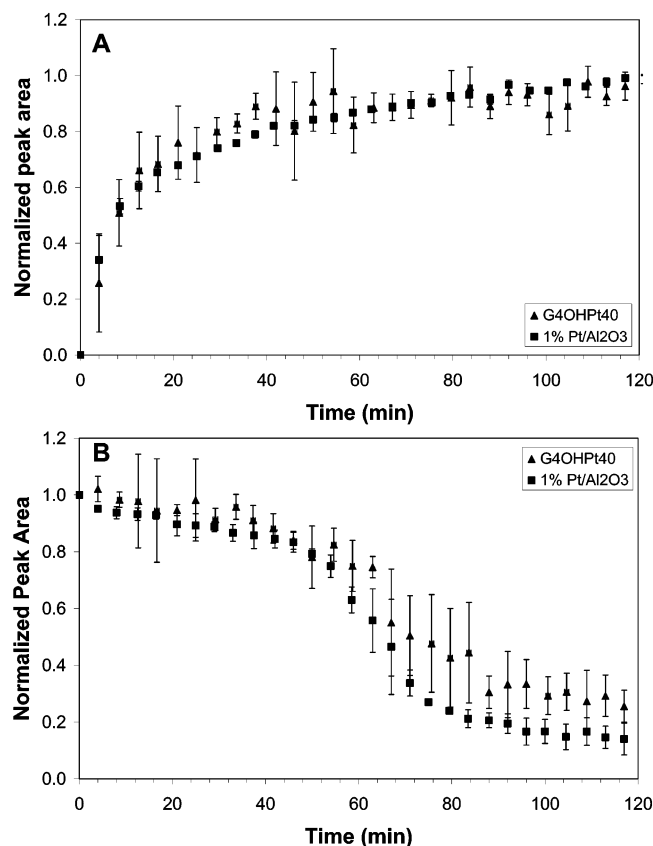 A
Normalized peak area
1.2
1.0
0.8
0.6
0.4
0.2
0.0
G4OHPt40
1% Pt/Al2O3
0 20 40 60 80 100 120
Time (min)
B
Normalized Peak Area
1.2
1.0
0.8
0.6
0.4
0.2
0.0
G4OHPt40
1% Pt/Al2O3
0 20 40 60 80 100 120
Time (min)